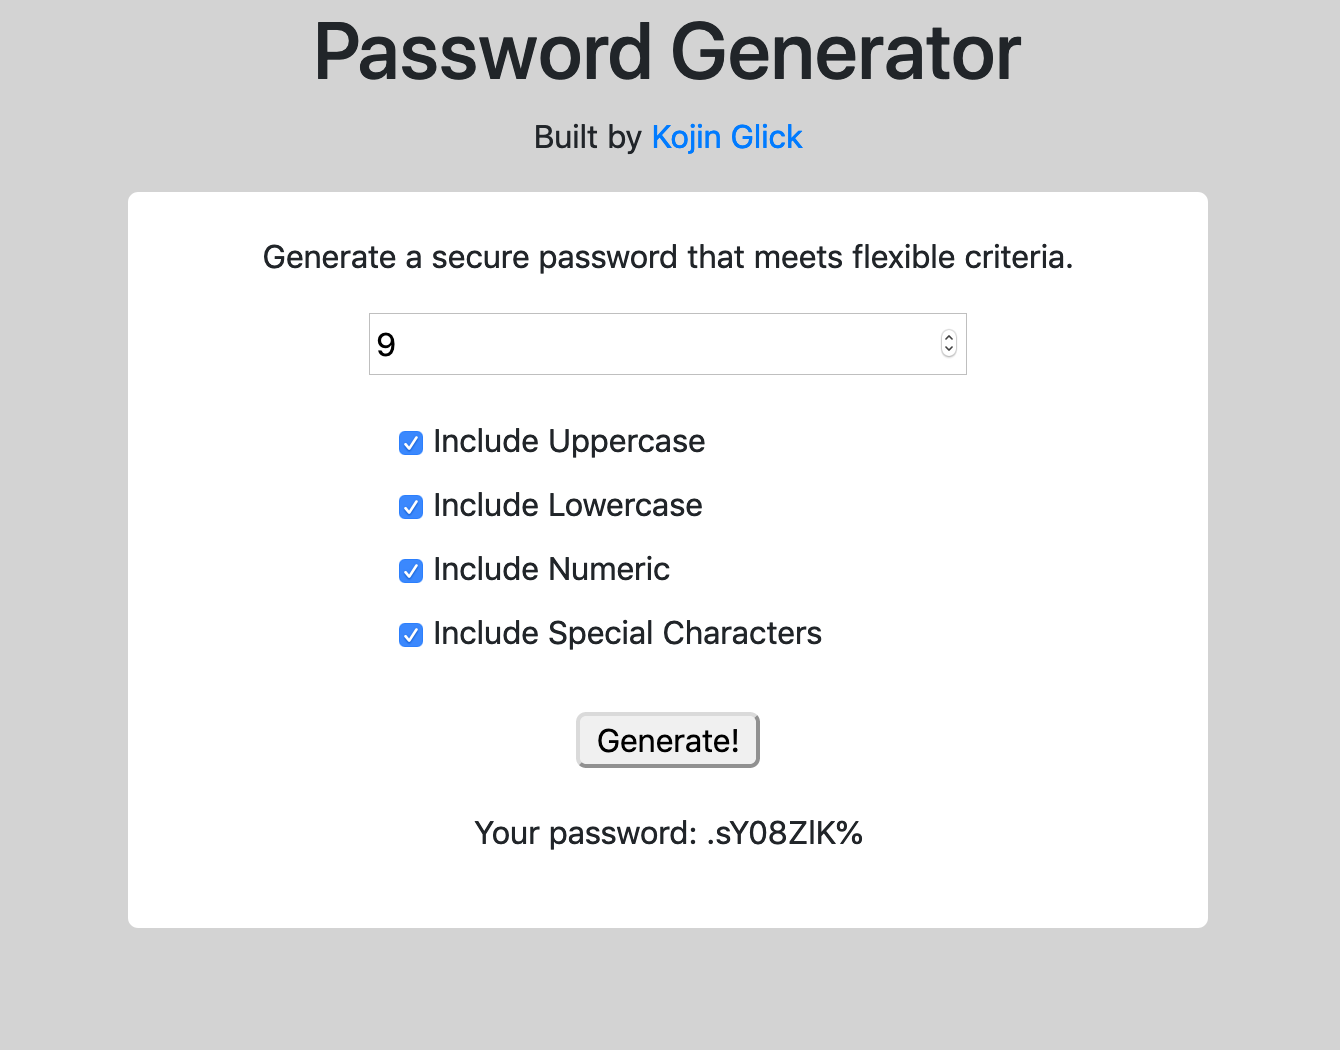 Password Generator
Built by Kojin Glick
Generate a secure password that meets flexible criteria.
9
Include Uppercase
Include Lowercase
Include Numeric
Include Special Characters
Generate!
Your password: .sY08ZlK%